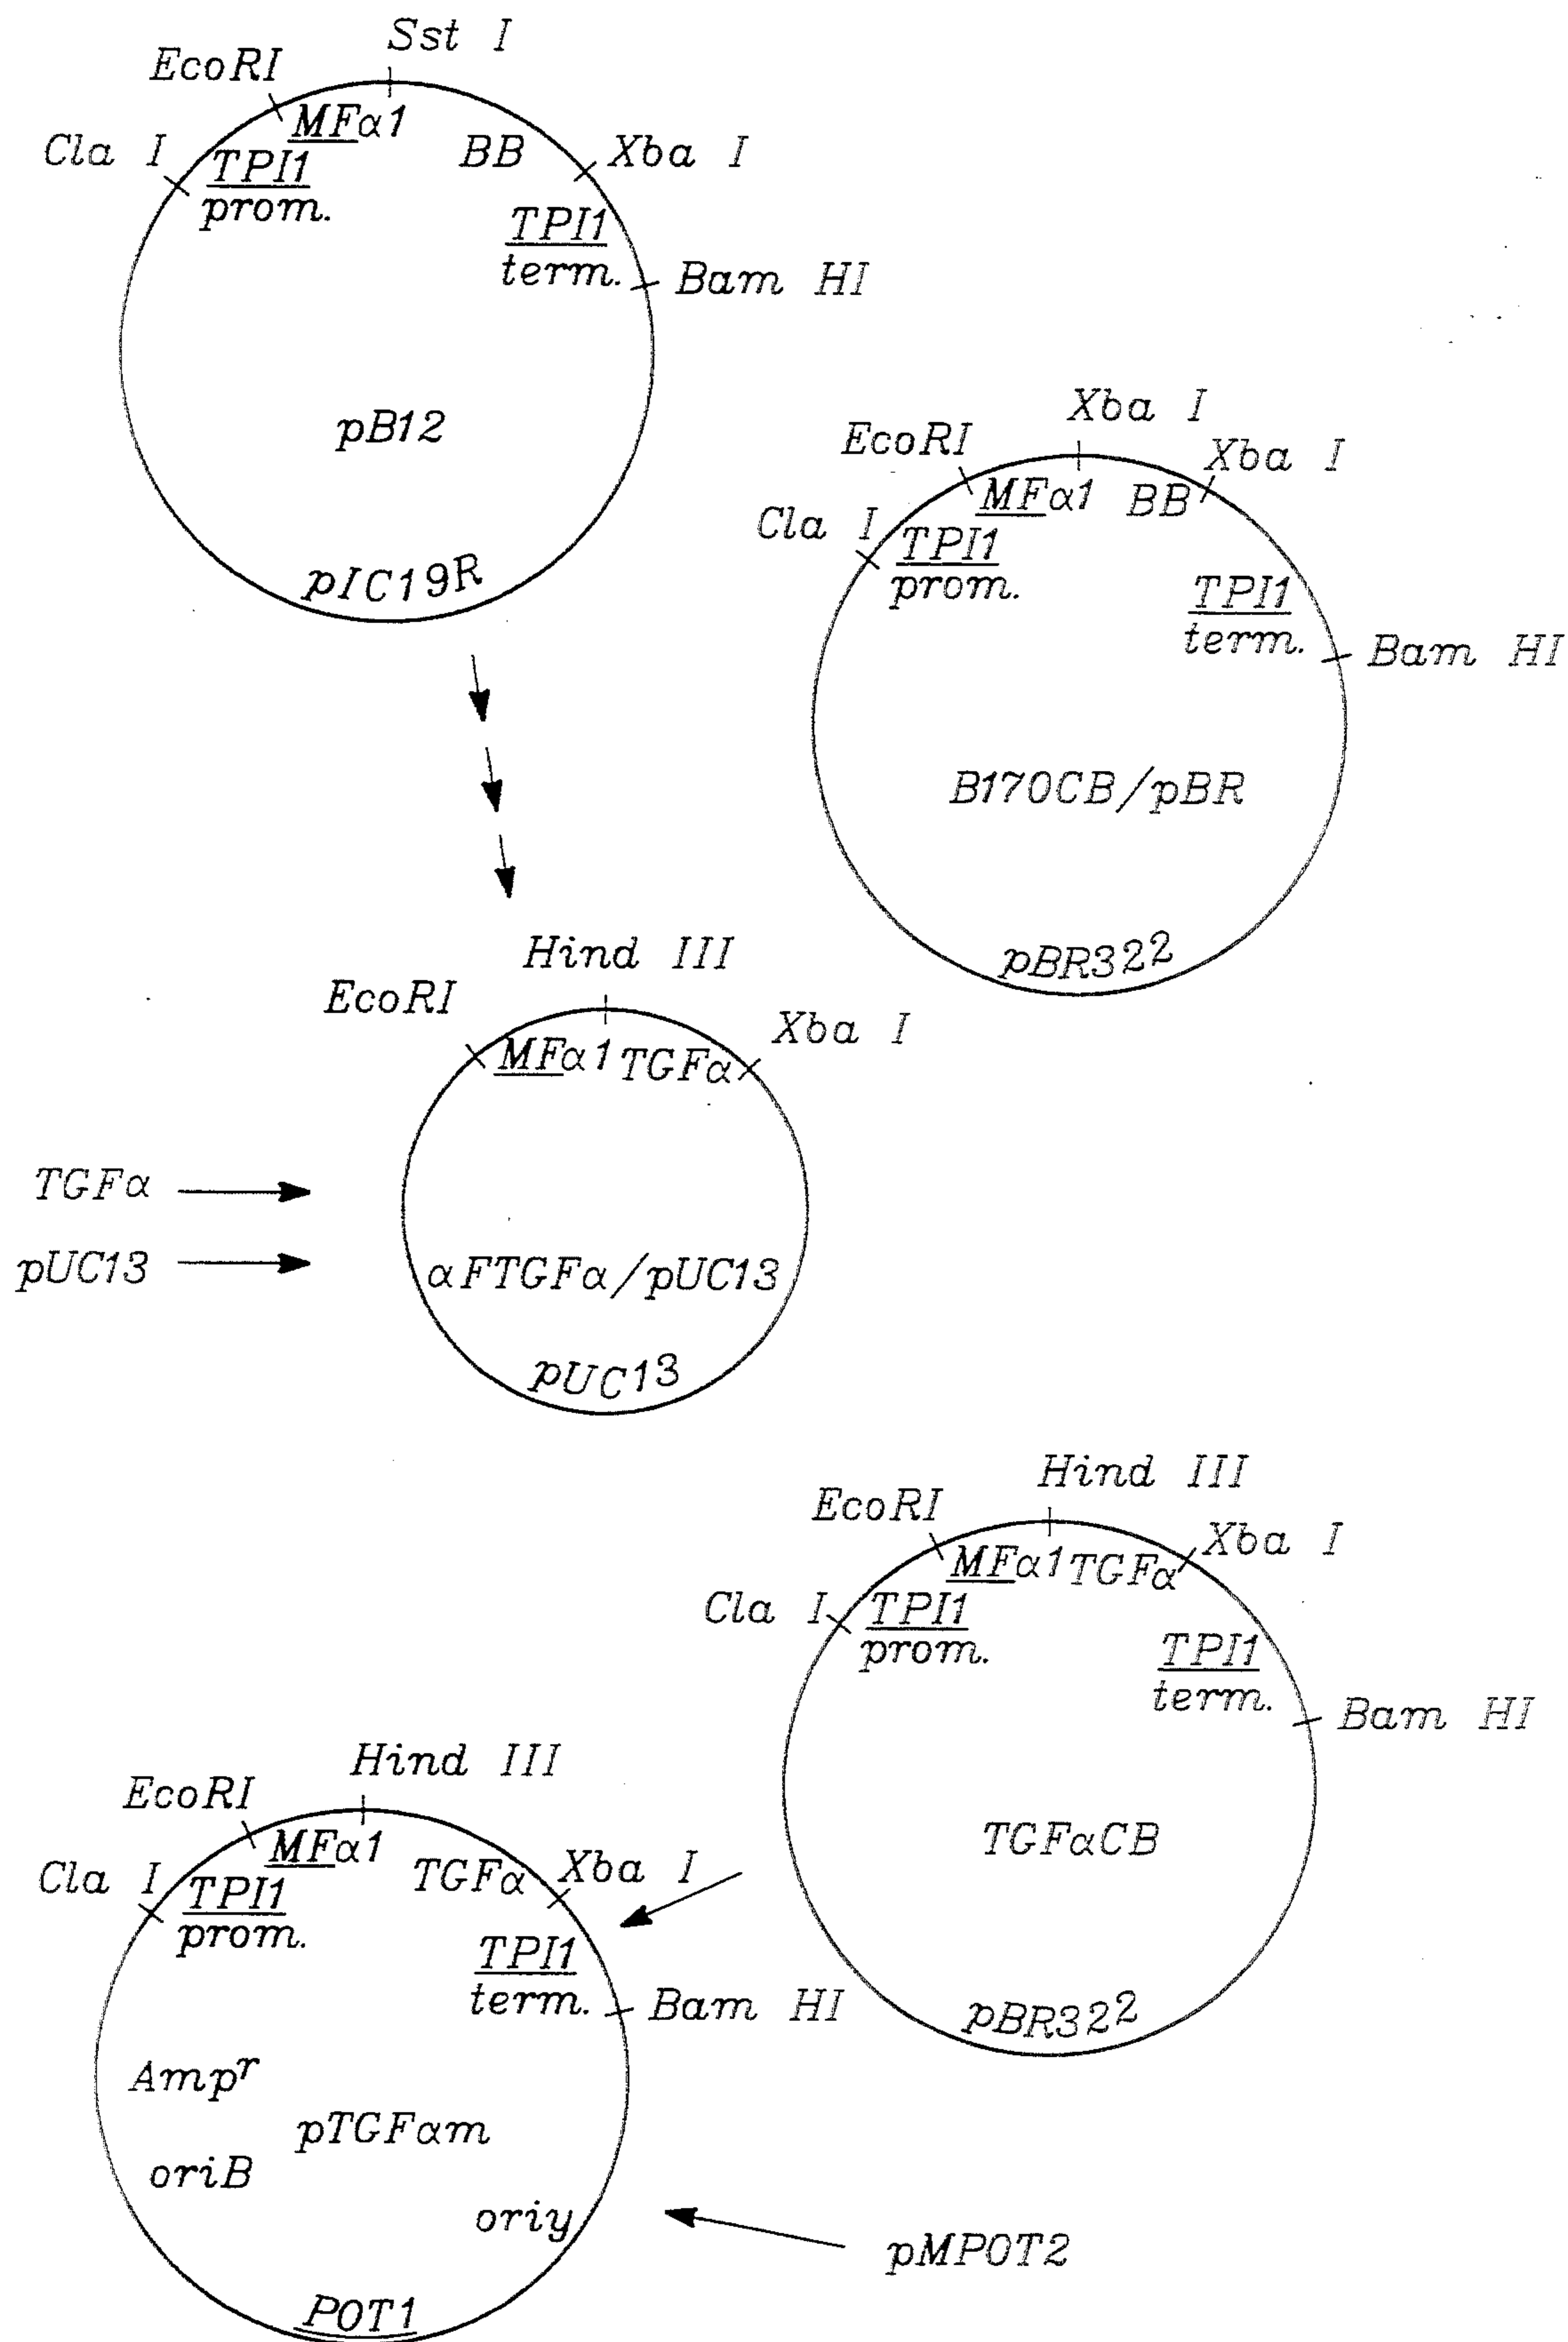 Sst I
EcoRI
MFα1
Cla I
BB
Xba I
TPI1
prom.
TPI1
term.
Bam HI
pB12
pIC19R
Xba I
EcoRI
Xba I
MFα1
BB
Cla I
TPI1
prom.
TPI1
term.
Bam HI
B170CB/pBR
pBR322
Hind III
EcoRI
Xba I
MFα1
TGFα
TGFα
pUC13
αFTGFα/pUC13
pUC13
Hind III
EcoRI
Xba I
MFα1
TGFα
Cla I
TPI1
prom.
TPI1
term.
Bam HI
TGFαCB
pBR322
Hind III
EcoRI
MFα1
Cla I
TGFα
Xba I
TPI1
prom.
TPI1
term.
Bam HI
Ampʳ
pTGFαm
oriB
oriy
pMPOT2
POT1